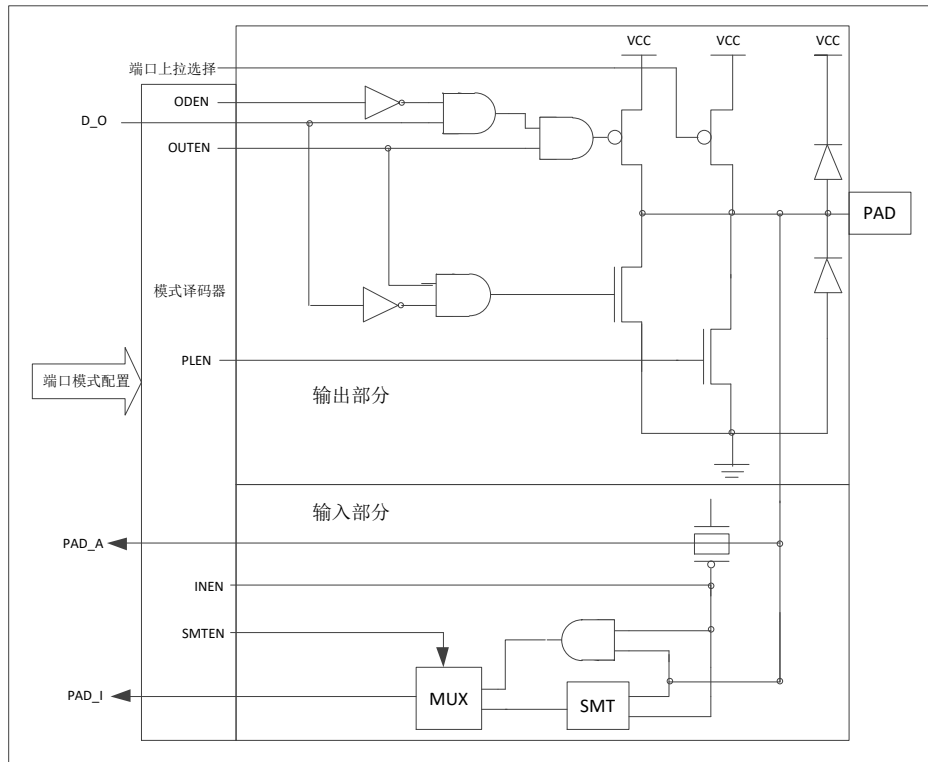 VCC VCC VCC
端口上拉选择
ODEN
D_O
OUTEN
PAD
模式译码器
PLEN
端口模式配置
输出部分
输入部分
PAD_A
INEN
SMTEN
PAD_I
MUX
SMT